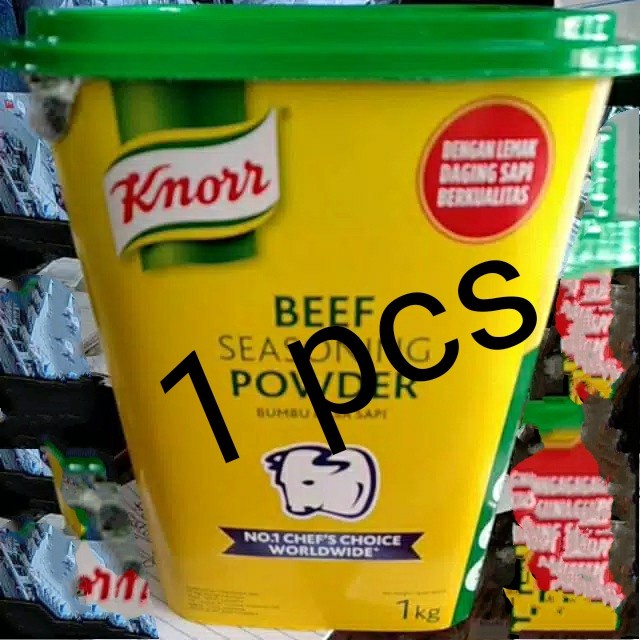 Knorr
DENGAN LEMAK
DAGING SAPI
BERKUALITAS
BEEF
SEASONING
POWDER
BUMBU RASA SAPI
1 pcs
NO.1 CHEF'S CHOICE
WORLDWIDE*
1kg